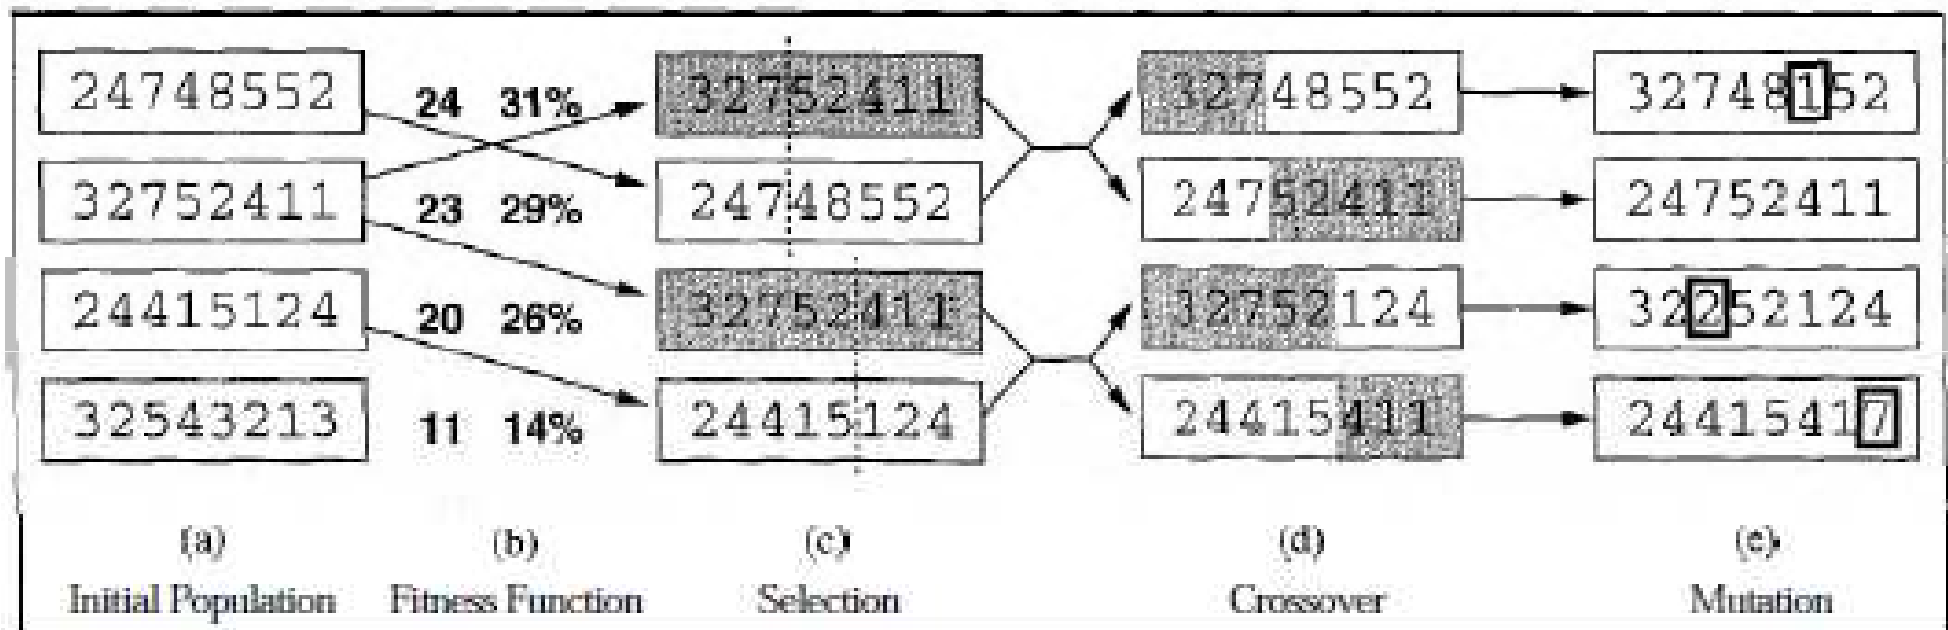 24748552 24 31% 32752411 32748552 32748152
32752411 23 29% 24748552 24752411 24752411
24415124 20 26% 32752411 32752124 32252124
32543213 11 14% 24415124 24415411 24415417
(a) (b) (c) (d) (e)
Initial Population Fitness Function Selection Crossover Mutation